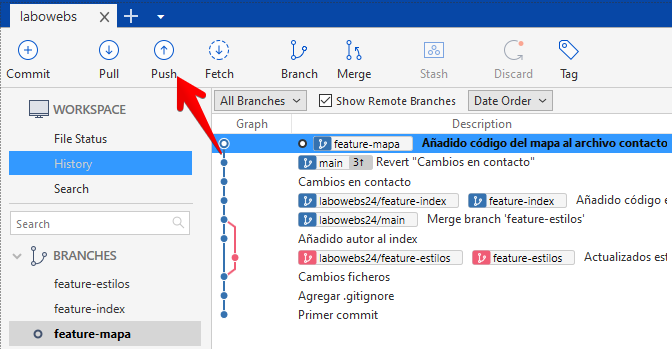 labowebs
Commit Pull Push Fetch Branch Merge Stash Discard Tag
WORKSPACE
File Status
History
Search
Search
BRANCHES
feature-estilos
feature-index
feature-mapa
All Branches Show Remote Branches Date Order
Graph Description
feature-mapa Añadido código del mapa al archivo contacto
main 3↑ Revert "Cambios en contacto"
Cambios en contacto
labowebs24/feature-index feature-index Añadido código e
labowebs24/main Merge branch 'feature-estilos'
Añadido autor al index
labowebs24/feature-estilos feature-estilos Actualizados est
Cambios ficheros
Agregar .gitignore
Primer commit